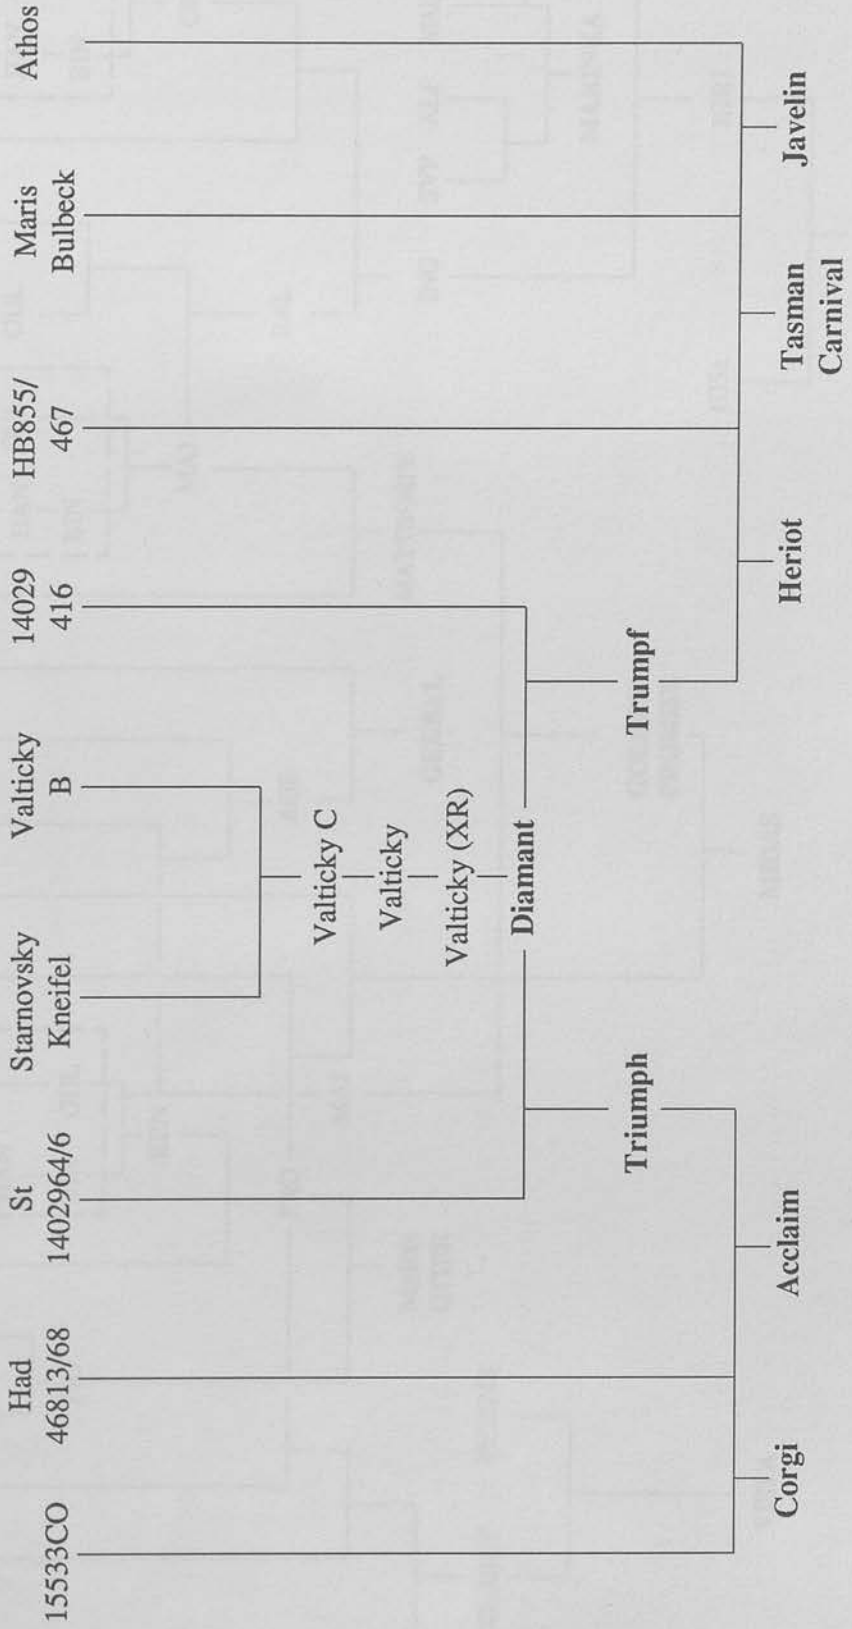 15533CO
Had
46813/68
St
1402964/6
Starnovsky
Kneifel
Valticky
B
14029
416
HB855/
467
Maris
Bulbeck
Athos
Valticky C
Valticky
Valticky (XR)
Diamant
Triumph
Trumpf
Corgi
Acclaim
Heriot
Tasman
Carnival
Javelin